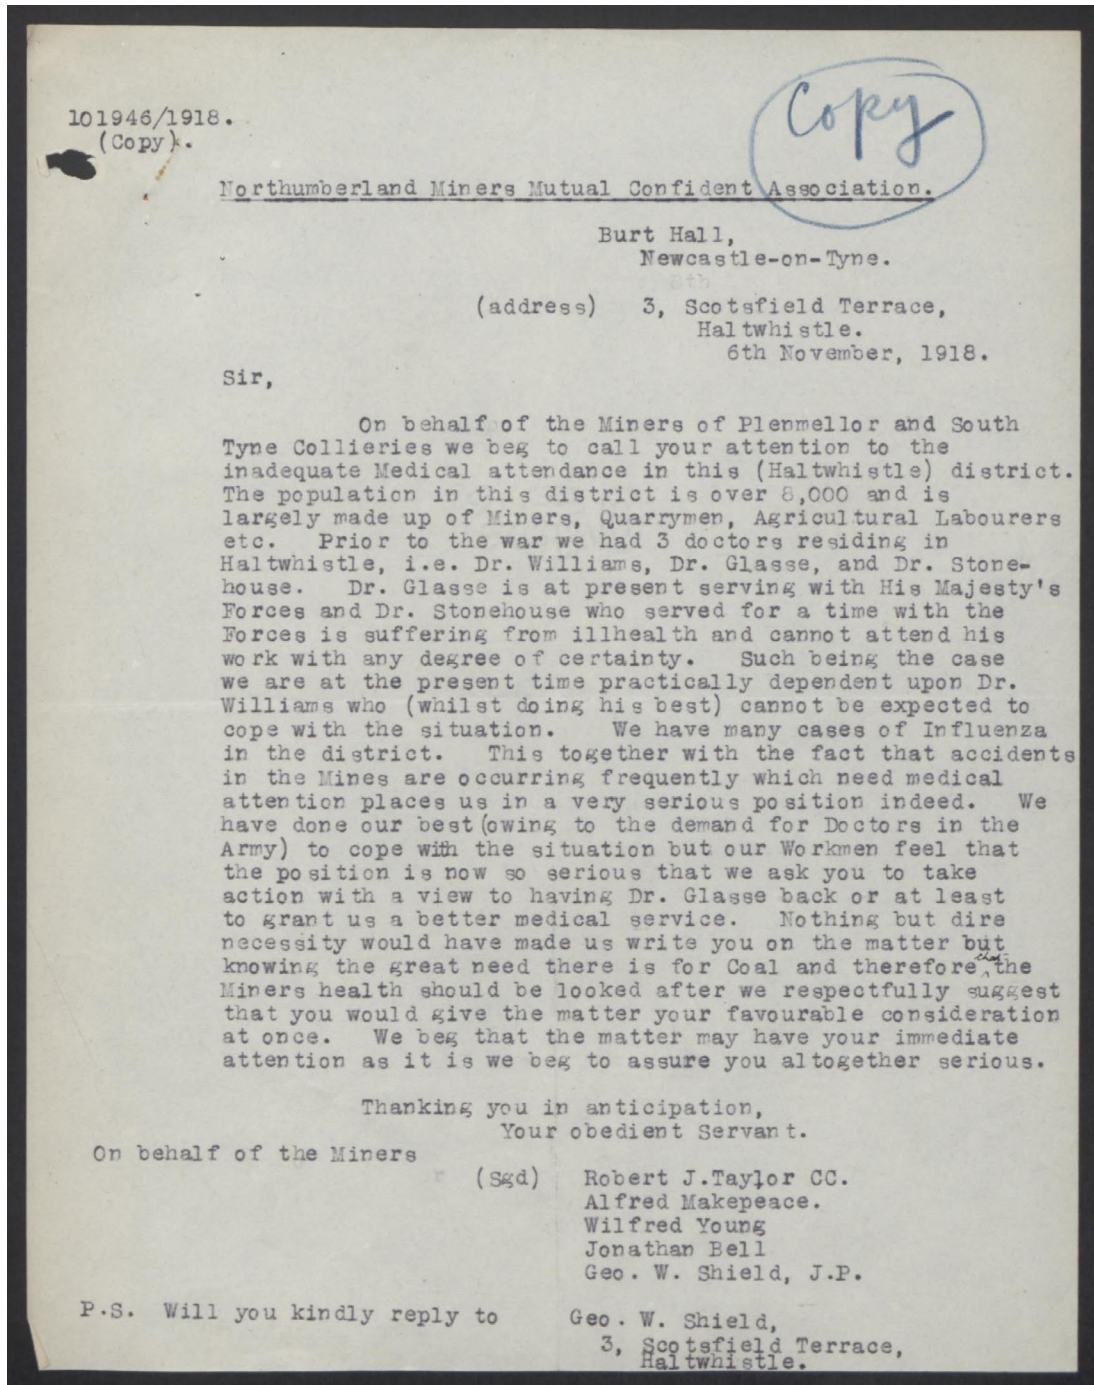 Copy
101946/1918.
(Copy).
Northumberland Miners Mutual Confident Association.
Burt Hall,
Newcastle-on-Tyne.
(address) 3, Scotsfield Terrace,
Haltwhistle.
6th November, 1918.
Sir,
On behalf of the Miners of Plenmellor and South
Tyne Collieries we beg to call your attention to the
inadequate Medical attendance in this (Haltwhistle) district.
The population in this district is over 8,000 and is
largely made up of Miners, Quarrymen, Agricultural Labourers
etc. Prior to the war we had 3 doctors residing in
Haltwhistle, i.e. Dr. Williams, Dr. Glasse, and Dr. Stone-
house. Dr. Glasse is at present serving with His Majesty's
Forces and Dr. Stonehouse who served for a time with the
Forces is suffering from illhealth and cannot attend his
work with any degree of certainty. Such being the case
we are at the present time practically dependent upon Dr.
Williams who (whilst doing his best) cannot be expected to
cope with the situation. We have many cases of Influenza
in the district. This together with the fact that accidents
in the Mines are occurring frequently which need medical
attention places us in a very serious position indeed. We
have done our best (owing to the demand for Doctors in the
Army) to cope with the situation but our Workmen feel that
the position is now so serious that we ask you to take
action with a view to having Dr. Glasse back or at least
to grant us a better medical service. Nothing but dire
necessity would have made us write you on the matter but
knowing the great need there is for Coal and therefore that the
Miners health should be looked after we respectfully suggest
that you would give the matter your favourable consideration
at once. We beg that the matter may have your immediate
attention as it is we beg to assure you altogether serious.
Thanking you in anticipation,
Your obedient Servant.
On behalf of the Miners
(Sgd) Robert J.Taylor CC.
Alfred Makepeace.
Wilfred Young
Jonathan Bell
Geo. W. Shield, J.P.
P.S. Will you kindly reply to Geo. W. Shield,
3, Scotsfield Terrace,
Haltwhistle.